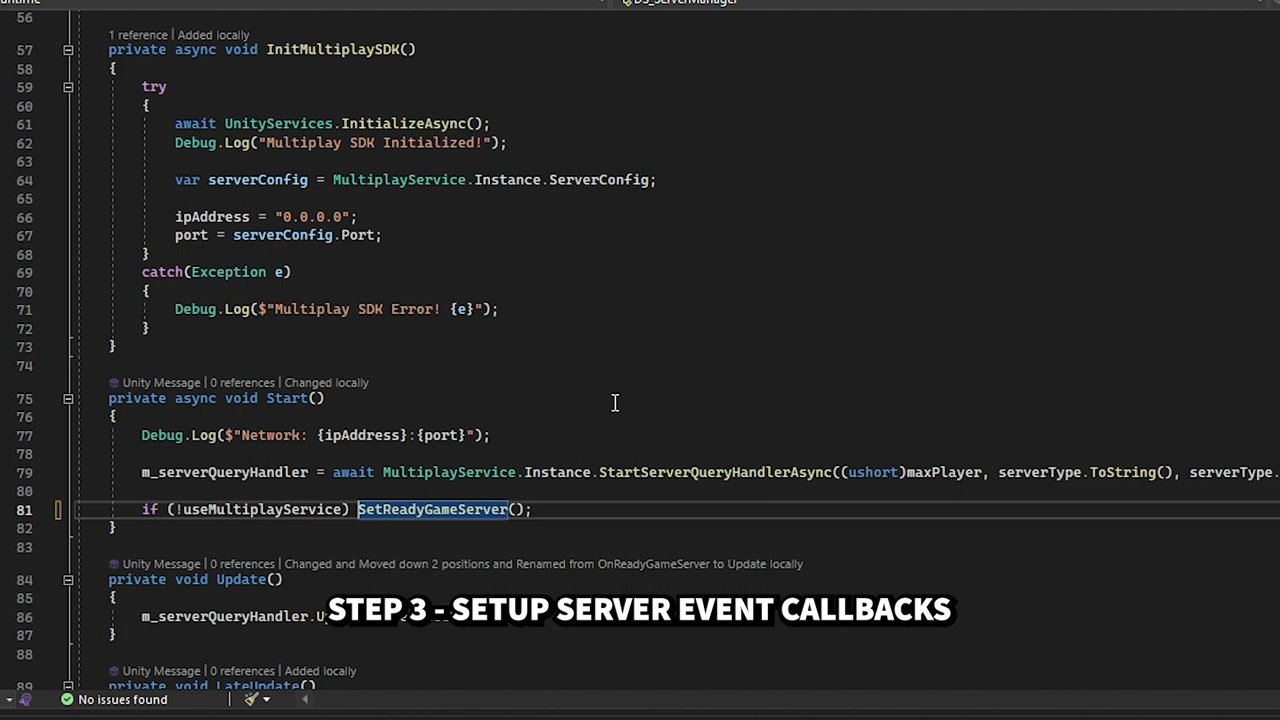 DS_ServerManager
56
1 reference | Added locally
57 private async void InitMultiplaySDK()
58 {
59 try
60 {
61 await UnityServices.InitializeAsync();
62 Debug.Log("Multiplay SDK Initialized!");
63
64 var serverConfig = MultiplayService.Instance.ServerConfig;
65
66 ipAddress = "0.0.0.0";
67 port = serverConfig.Port;
68 }
69 catch(Exception e)
70 {
71 Debug.Log($"Multiplay SDK Error! {e}");
72 }
73 }
74
Unity Message | 0 references | Changed locally
75 private async void Start()
76 {
77 Debug.Log($"Network: {ipAddress}:{port}");
78
79 m_serverQueryHandler = await MultiplayService.Instance.StartServerQueryHandlerAsync((ushort)maxPlayer, serverType.ToString(), serverType.
80
81 if (!useMultiplayService) SetReadyGameServer();
82 }
83
Unity Message | 0 references | Changed and Moved down 2 positions and Renamed from OnReadyGameServer to Update locally
84 private void Update()
85 {
86 m_serverQueryHandler.
87 }
STEP 3 - SETUP SERVER EVENT CALLBACKS
88
Unity Message | 0 references | Added locally
89 private void LateUpdate()
No issues found